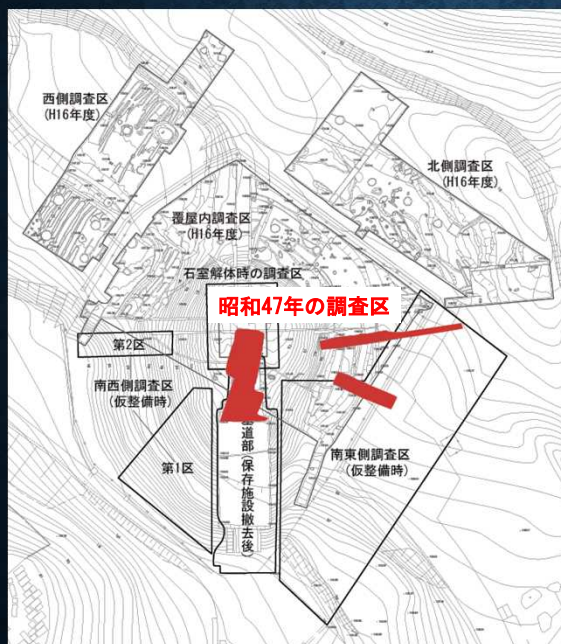 西側調査区
(H16年度)
北側調査区
(H16年度)
覆屋内調査区
(H16年度)
石室解体時の調査区
昭和47年の調査区
第2区
南西側調査区
(仮整備時)
第1区
墓道部(保存施設撤去後)
南東側調査区
(仮整備時)